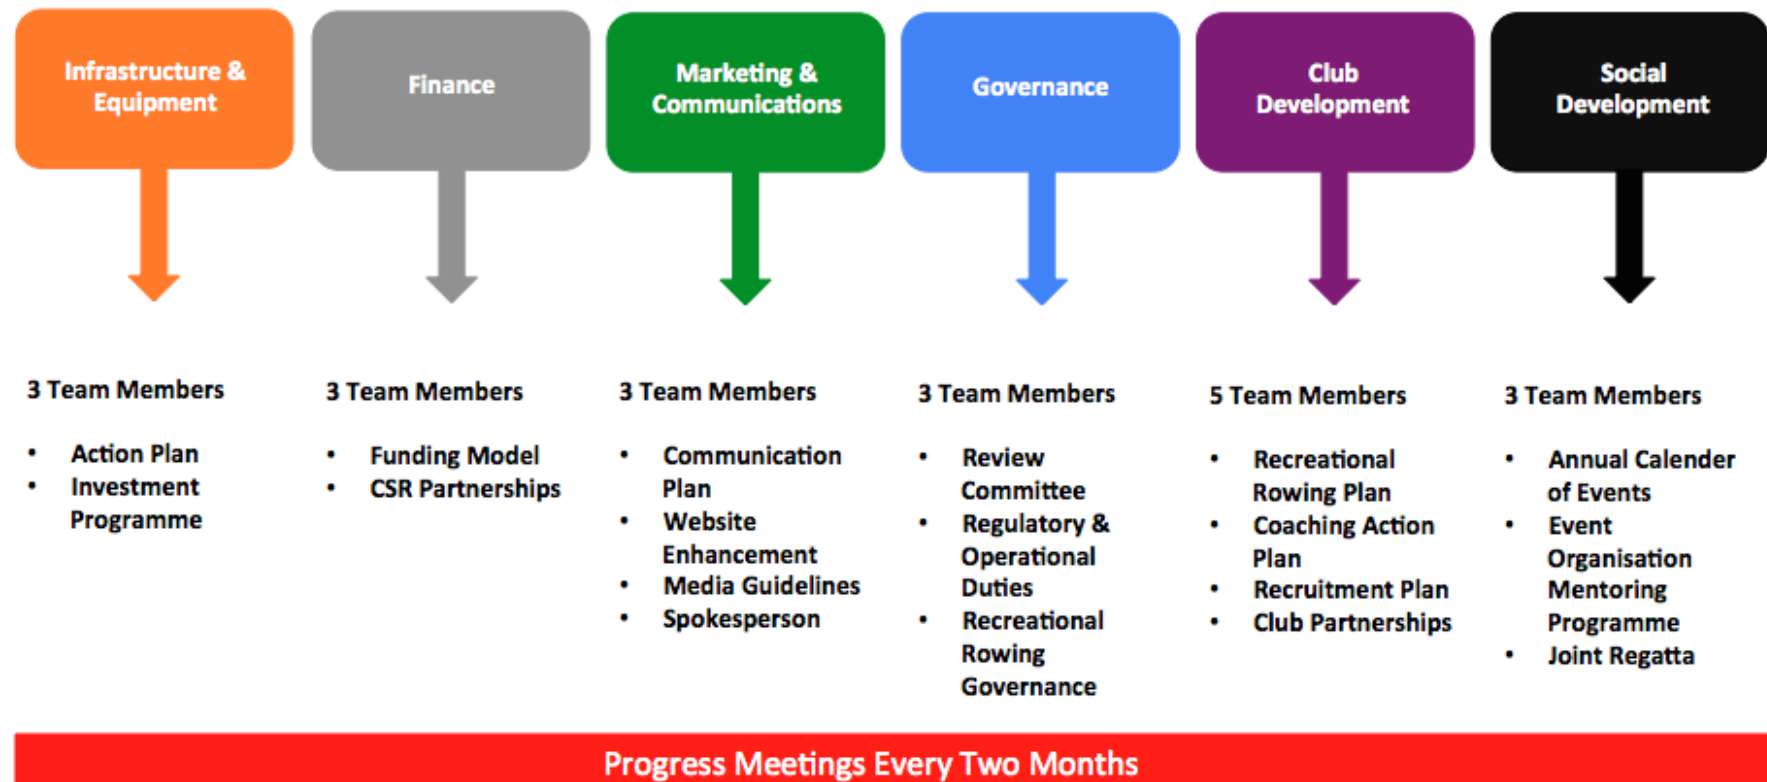 Infrastructure &
Equipment
Finance
Marketing &
Communications
Governance
Club
Development
Social
Development
3 Team Members
• Action Plan
• Investment
Programme
3 Team Members
• Funding Model
• CSR Partnerships
3 Team Members
• Communication
Plan
• Website
Enhancement
• Media Guidelines
• Spokesperson
3 Team Members
• Review
Committee
• Regulatory &
Operational
Duties
• Recreational
Rowing
Governance
5 Team Members
• Recreational
Rowing Plan
• Coaching Action
Plan
• Recruitment Plan
• Club Partnerships
3 Team Members
• Annual Calender
of Events
• Event
Organisation
Mentoring
Programme
• Joint Regatta
Progress Meetings Every Two Months